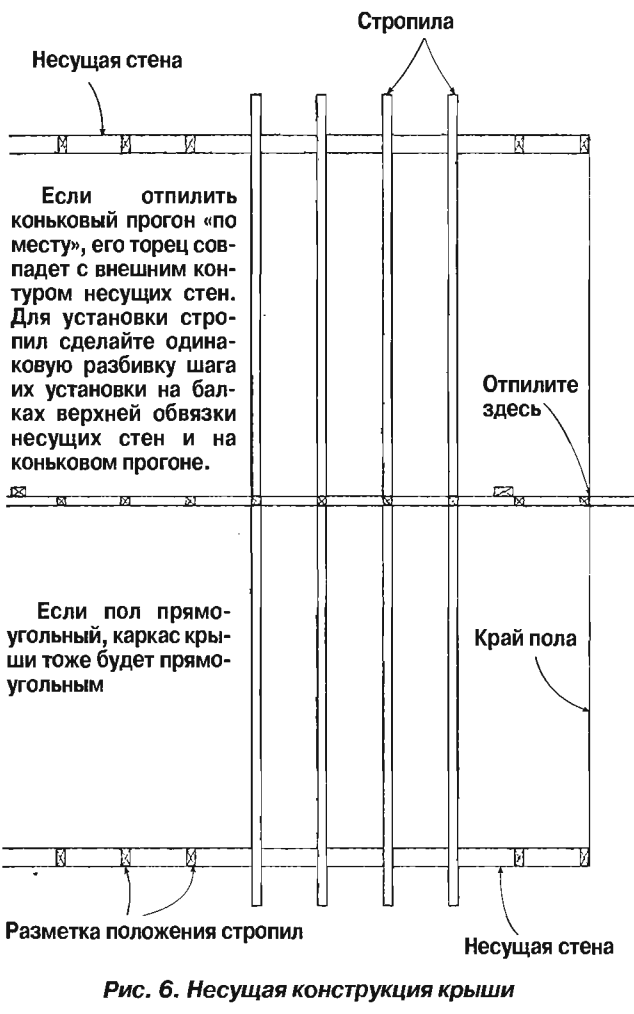 Стропила
Несущая стена
Если отпилить
коньковый прогон «по
месту», его торец сов-
падет с внешним кон-
туром несущих стен.
Для установки стро-
пил сделайте одина-
ковую разбивку шага
их установки на бал-
ках верхней обвязки
несущих стен и на
коньковом прогоне.
Отпилите
здесь
Если пол прямо-
угольный, каркас кры-
ши тоже будет прямо-
угольным
Край пола
Разметка положения стропил
Несущая стена
Рис. 6. Несущая конструкция крыши